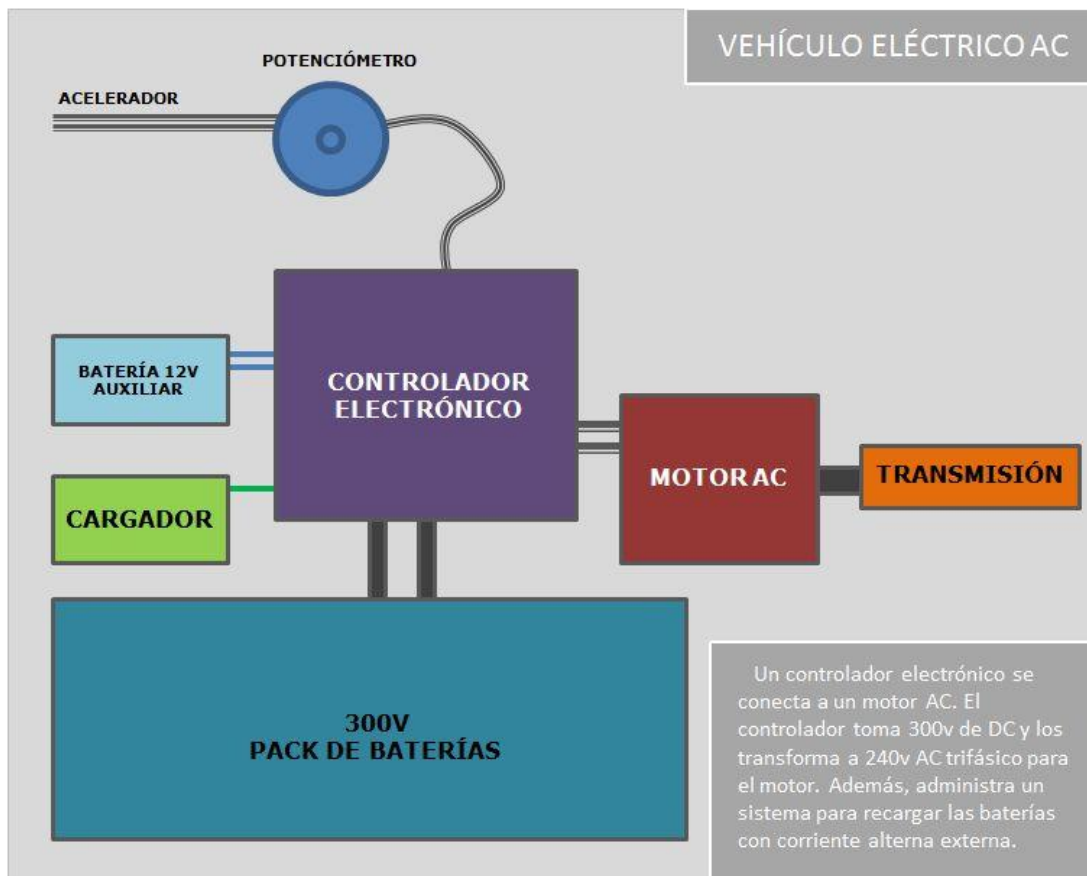 VEHÍCULO ELÉCTRICO AC
POTENCIÓMETRO
ACELERADOR
BATERÍA 12V
AUXILIAR
CONTROLADOR
ELECTRÓNICO
MOTOR AC
TRANSMISIÓN
CARGADOR
300V
PACK DE BATERÍAS
Un controlador electrónico se
conecta a un motor AC. El
controlador toma 300v de DC y los
transforma a 240v AC trifásico para
el motor. Además, administra un
sistema para recargar las baterías
con corriente alterna externa.